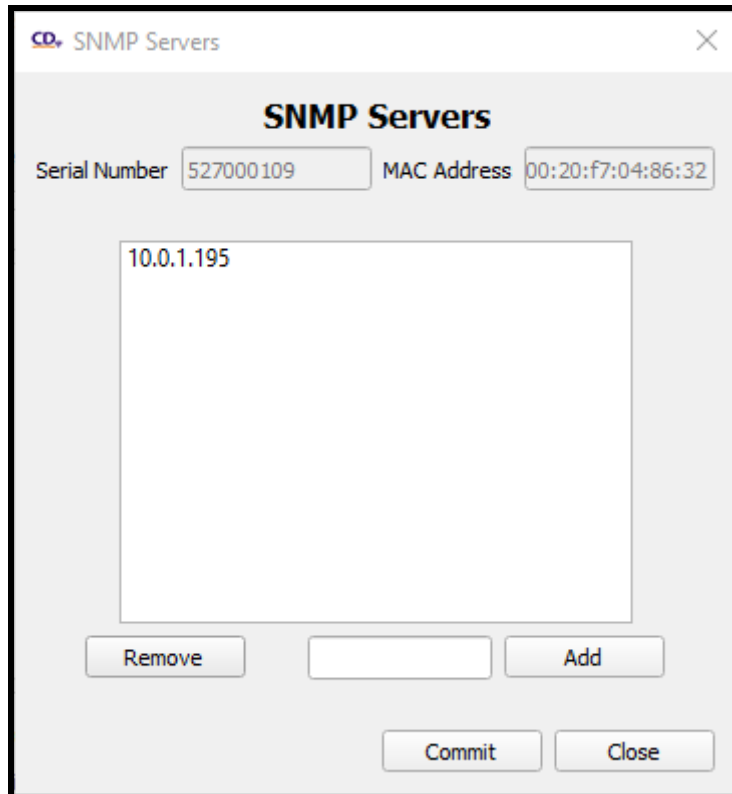 CD SNMP Servers
SNMP Servers
Serial Number 527000109 MAC Address 00:20:f7:04:86:32
10.0.1.195
Remove Add
Commit Close